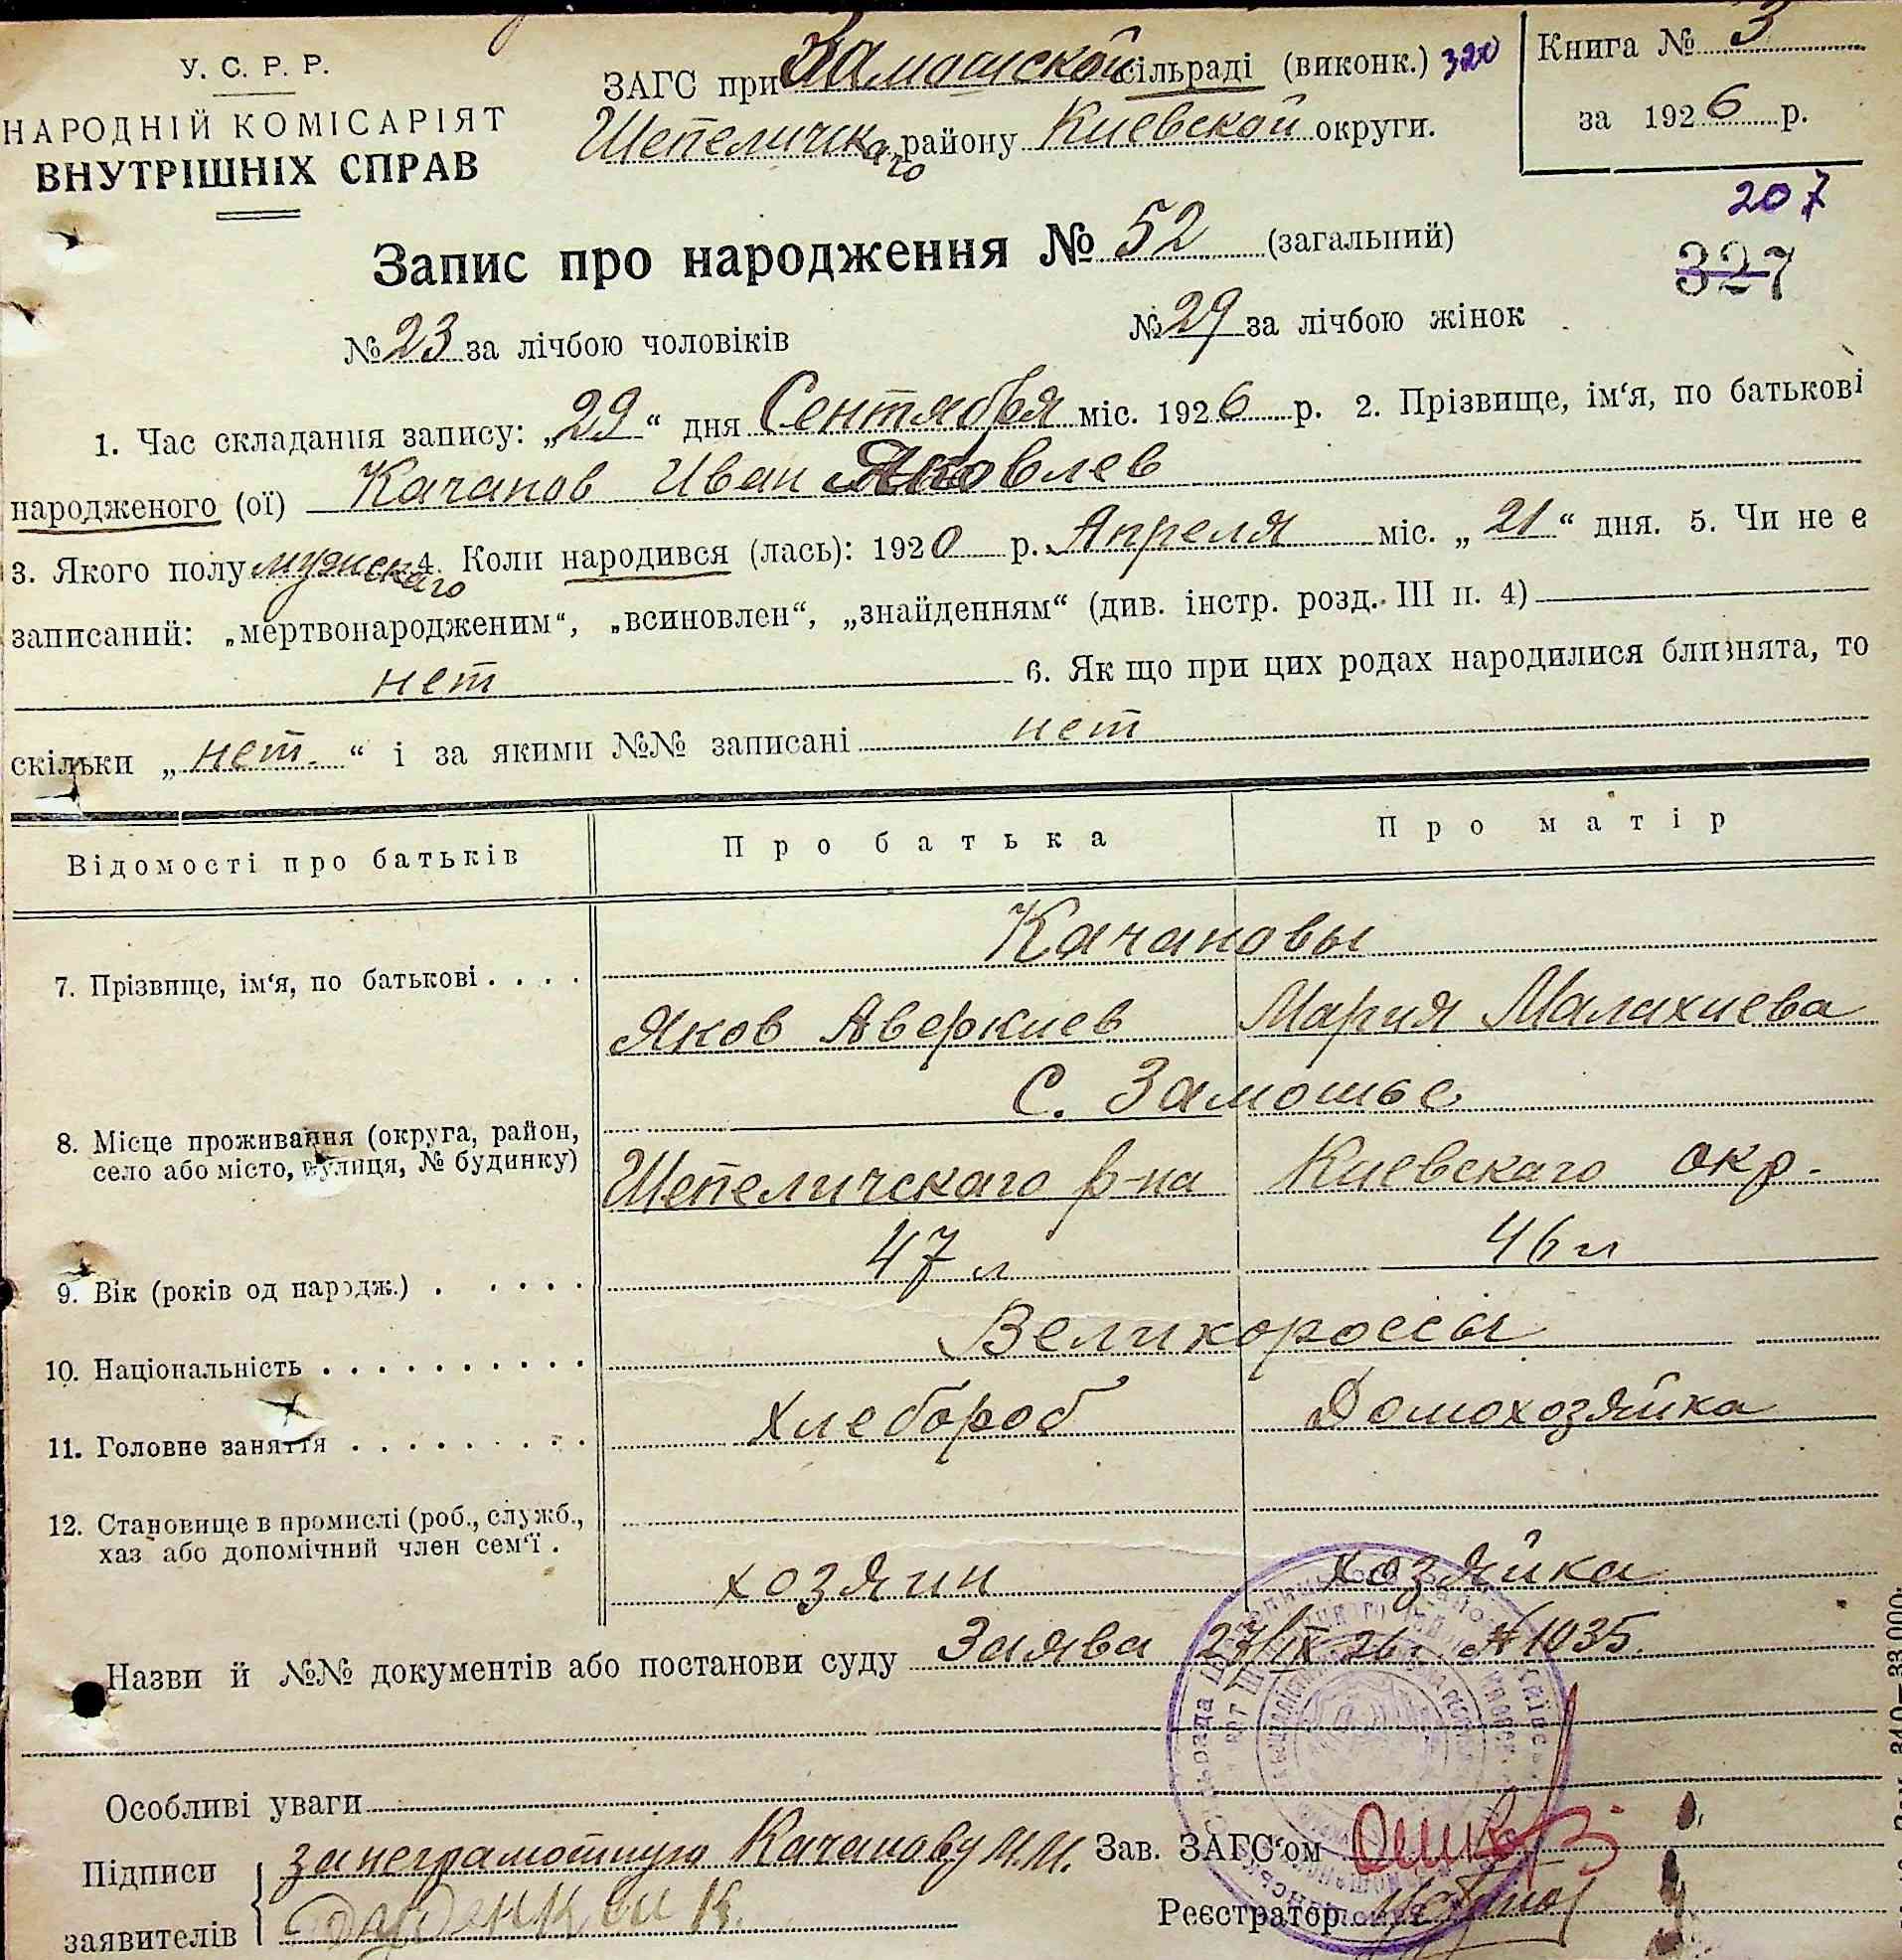 У. С. Р. Р.
НАРОДНІЙ КОМІСАРІЯТ
ВНУТРІШНІХ СПРАВ
ЗАГС при Замошской сільраді (виконк.) 320
Шепеличскаго району Киевской округи.
Книга № 3
за 1926 р.
207
327
Запис про народження № 52 (загальний)
№ 23 за лічбою чоловіків № 29 за лічбою жінок
1. Час складання запису: „29“ дня Сентября міс. 1926 р. 2. Прізвище, ім‘я, по батькові
народженого (ої) Качанов Иван Яковлев
3. Якого полу мужскаго 4. Коли народився (лась): 1920 р. Апреля міс. „21“ дня. 5. Чи не є
записаний: „мертвонародженим“, „всиновлен“, „знайденням“ (див. інстр. розд. III п. 4)
нет 6. Як що при цих родах народилися близнята, то
скільки „нет.“ і за якими №№ записані нет
Відомості про батьків Про батька Про матір
Качановы
7. Прізвище, ім‘я, по батькові . . . .
Яков Аверкиев Мария Малахиева
С. Замошье
8. Місце проживання (округа, район,
село або місто, вулиця, № будинку)
Шепеличскаго р-на Киевскаго окр.
47 л 46 л
9. Вік (років од народж.) . . . . .
Великороссы
10. Національність . . . . . . . . . .
Хлебороб Домохозяйка
11. Головне заняття . . . . . . . . .
12. Становище в промислі (роб., служб.,
хаз або допомічний член сем‘ї .
хозяин хозяйка
Назви й №№ документів або постанови суду Заява 27/IX 26 г. № 1035.
Особливі уваги
Підписи заявителів
за неграмотную Качанову М.М.
Зав. ЗАГС‘ом
Реєстратор